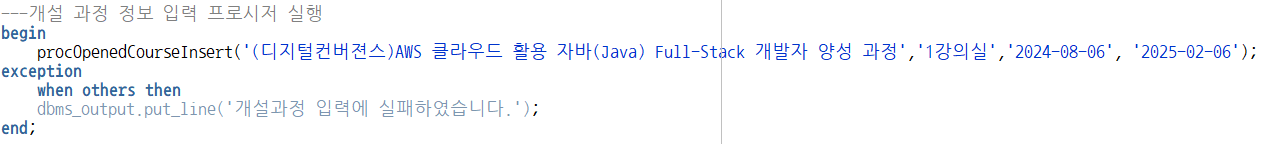 ---개설 과정 정보 입력 프로시저 실행
begin
    procOpenedCourseInsert('(디지털컨버젼스)AWS 클라우드 활용 자바(Java) Full-Stack 개발자 양성 과정','1강의실','2024-08-06', '2025-02-06');
exception
    when others then
    dbms_output.put_line('개설과정 입력에 실패하였습니다.');
end;